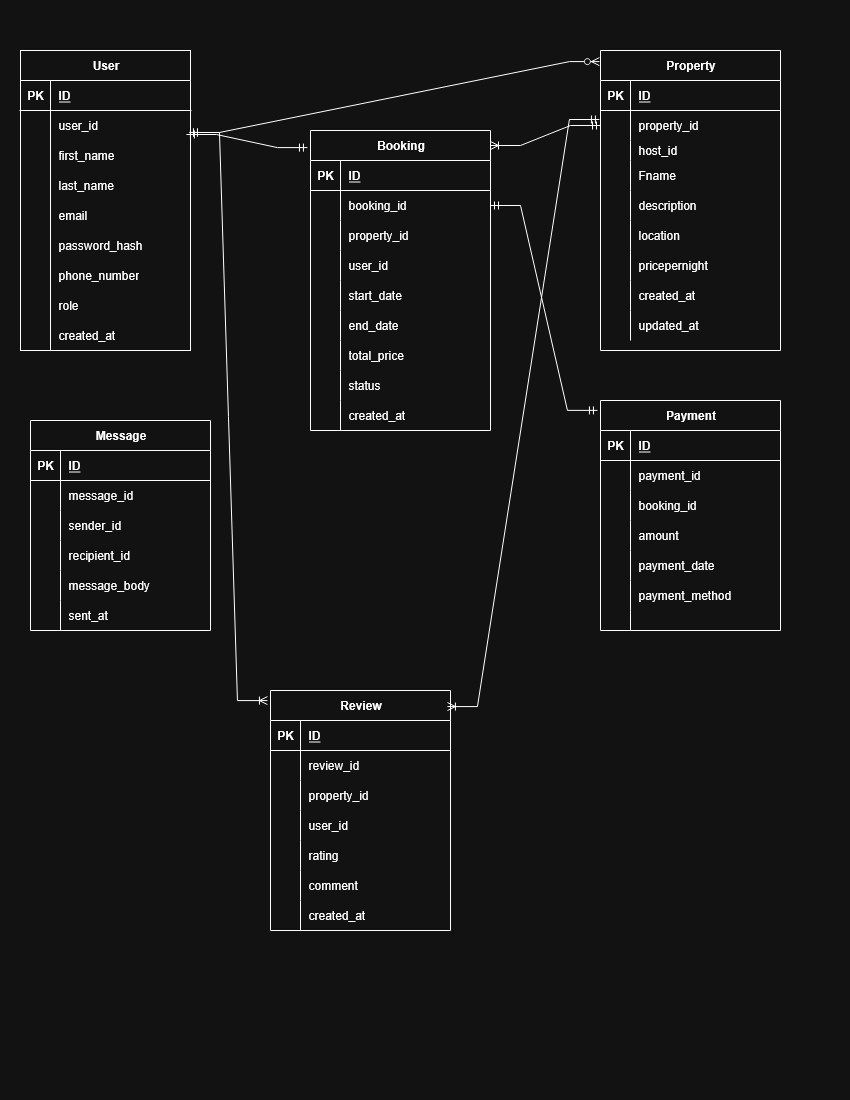 User
PK ID
user_id
first_name
last_name
email
password_hash
phone_number
role
created_at
Booking
PK ID
booking_id
property_id
user_id
start_date
end_date
total_price
status
created_at
Property
PK ID
property_id
host_id
Fname
description
location
pricepernight
created_at
updated_at
Message
PK ID
message_id
sender_id
recipient_id
message_body
sent_at
Payment
PK ID
payment_id
booking_id
amount
payment_date
payment_method
Review
PK ID
review_id
property_id
user_id
rating
comment
created_at